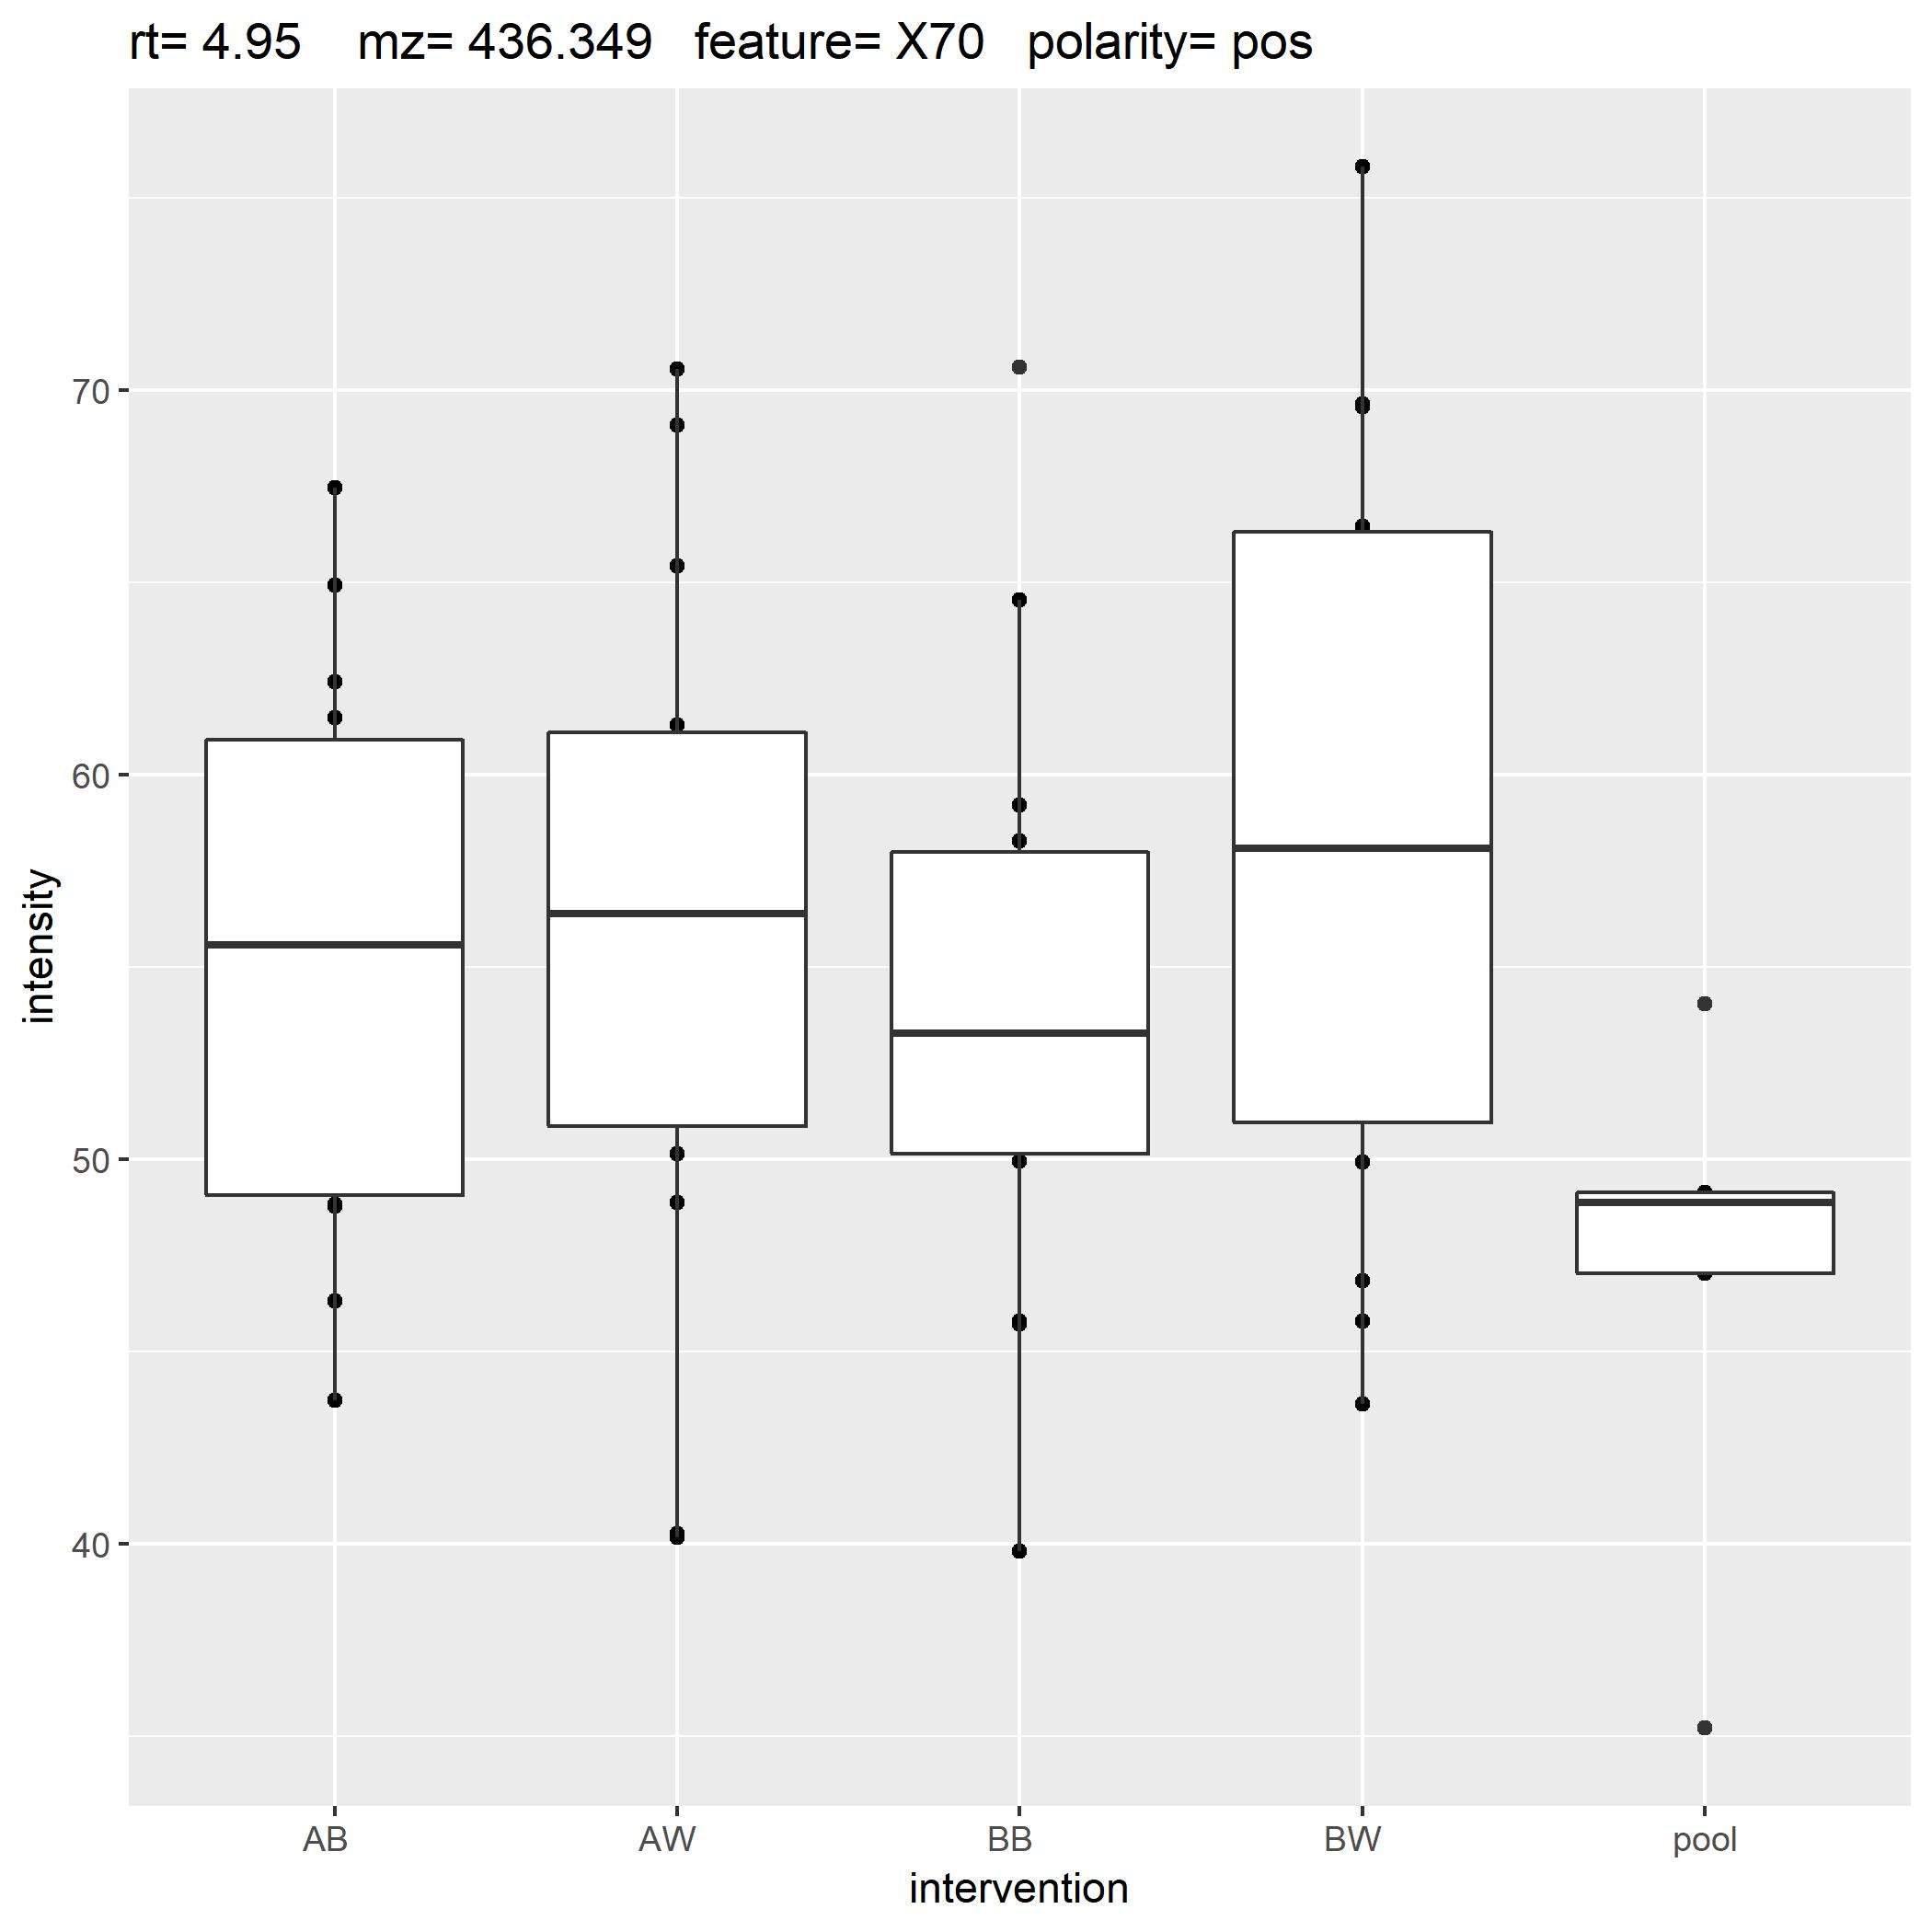 rt= 4.95    mz= 436.349   feature= X70   polarity= pos
intensity
70
60
50
40
AB AW BB BW pool
intervention